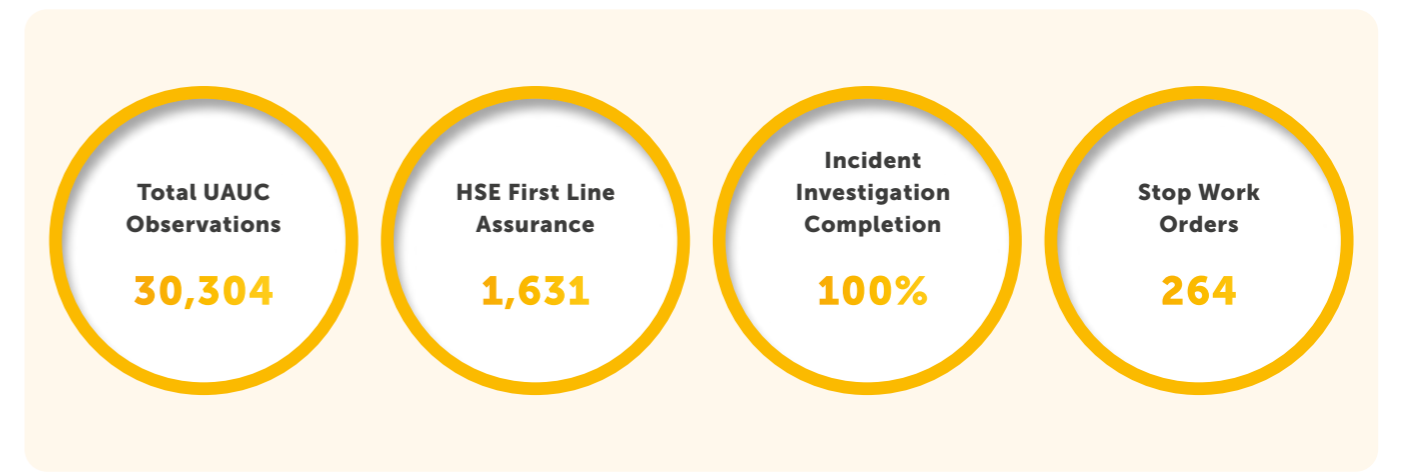 Total UAUC
Observations
30,304
HSE First Line
Assurance
1,631
Incident
Investigation
Completion
100%
Stop Work
Orders
264